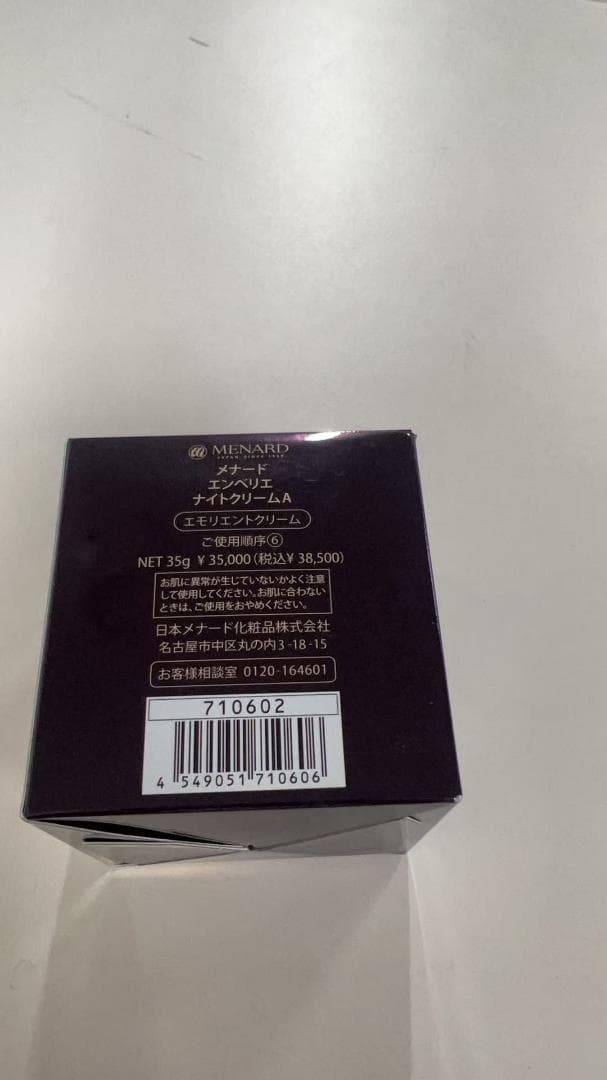 MENARD
JAPAN SINCE 1959
メナード
エンベリエ
ナイトクリームA
エモリエントクリーム
ご使用順序⑥
NET 35g ￥35,000(税込￥38,500)
お肌に異常が生じていないかよく注意
して使用してください。お肌に合わない
ときは、ご使用をおやめください。
日本メナード化粧品株式会社
名古屋市中区丸の内3-18-15
お客様相談室 0120-164601
710602
4 549051 710606